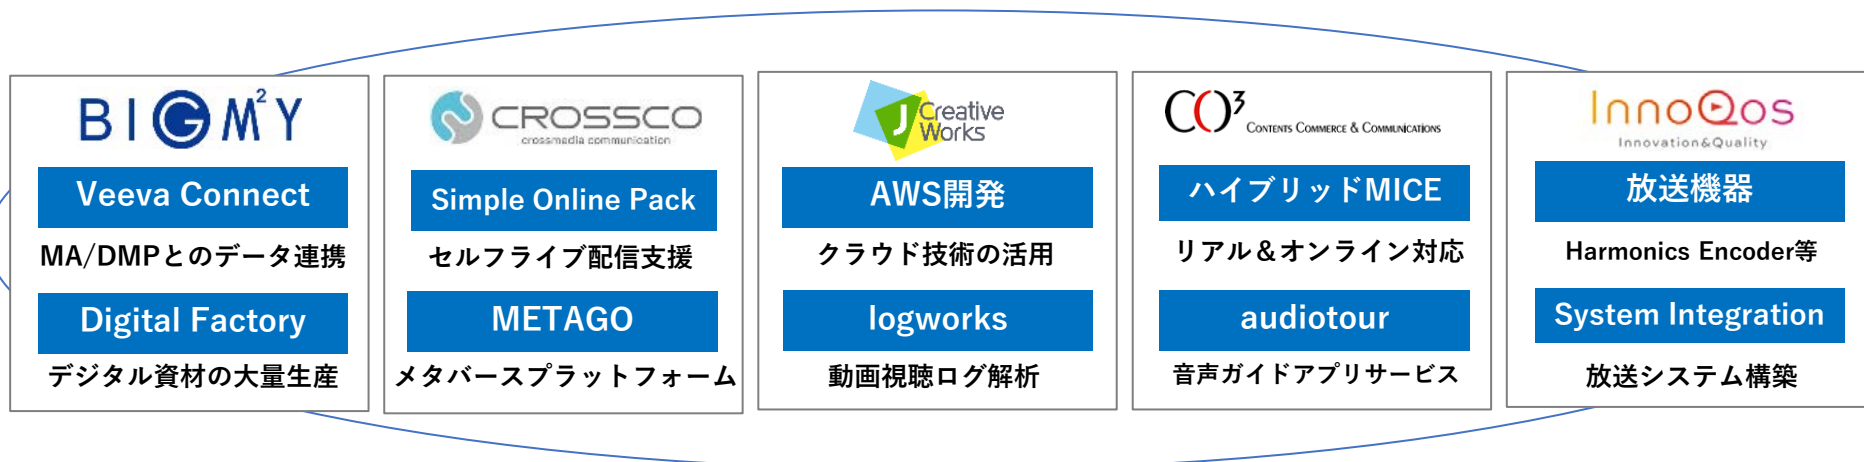 BIGM²Y
Veeva Connect
MA/DMPとのデータ連携
Digital Factory
デジタル資材の大量生産
CROSSCO
crossmedia communication
Simple Online Pack
セルフライブ配信支援
METAGO
メタバースプラットフォーム
J Creative
Works
AWS開発
クラウド技術の活用
logworks
動画視聴ログ解析
CO³ CONTENTS COMMERCE & COMMUNICATIONS
ハイブリッドMICE
リアル&オンライン対応
audiotour
音声ガイドアプリサービス
InnoQos
Innovation&Quality
放送機器
Harmonics Encoder等
System Integration
放送システム構築